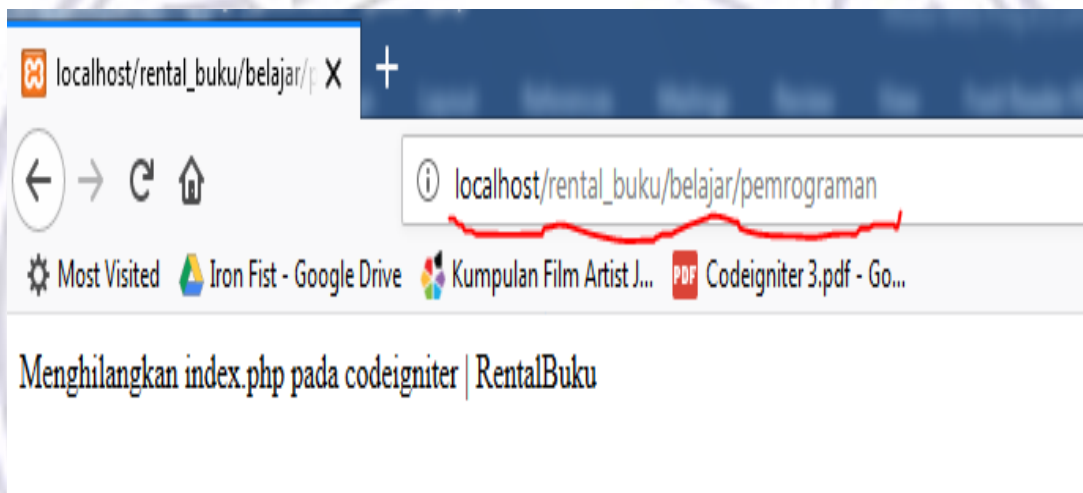 localhost/rental_buku/belajar/p
localhost/rental_buku/belajar/pemrograman
Most Visited Iron Fist - Google Drive Kumpulan Film Artist J... PDF Codeigniter 3.pdf - Go...
Menghilangkan index.php pada codeigniter | RentalBuku